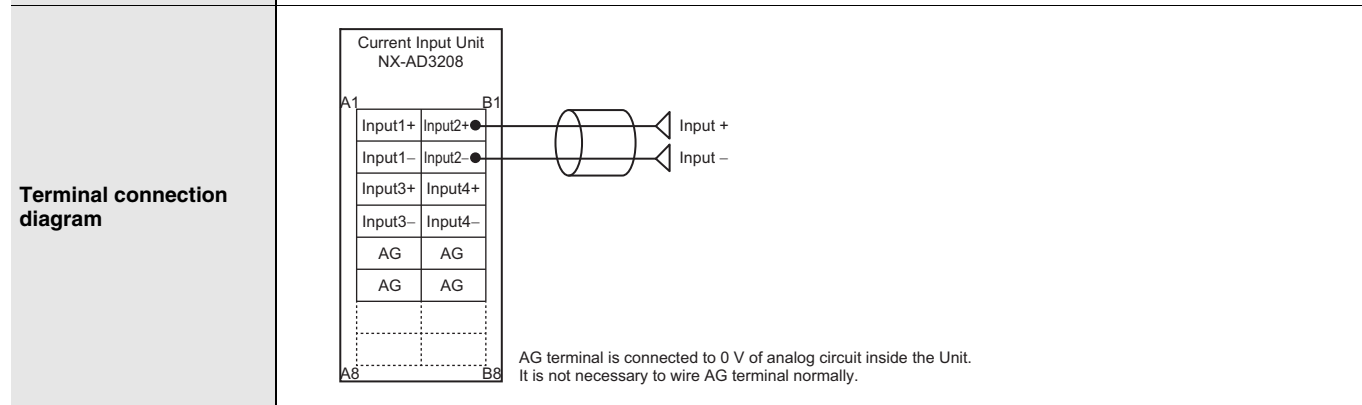 Terminal connection
diagram
Current Input Unit
NX-AD3208
A1 B1
Input1+ Input2+ Input +
Input1– Input2– Input –
Input3+ Input4+
Input3– Input4–
AG AG
AG AG
A8 B8
AG terminal is connected to 0 V of analog circuit inside the Unit.
It is not necessary to wire AG terminal normally.